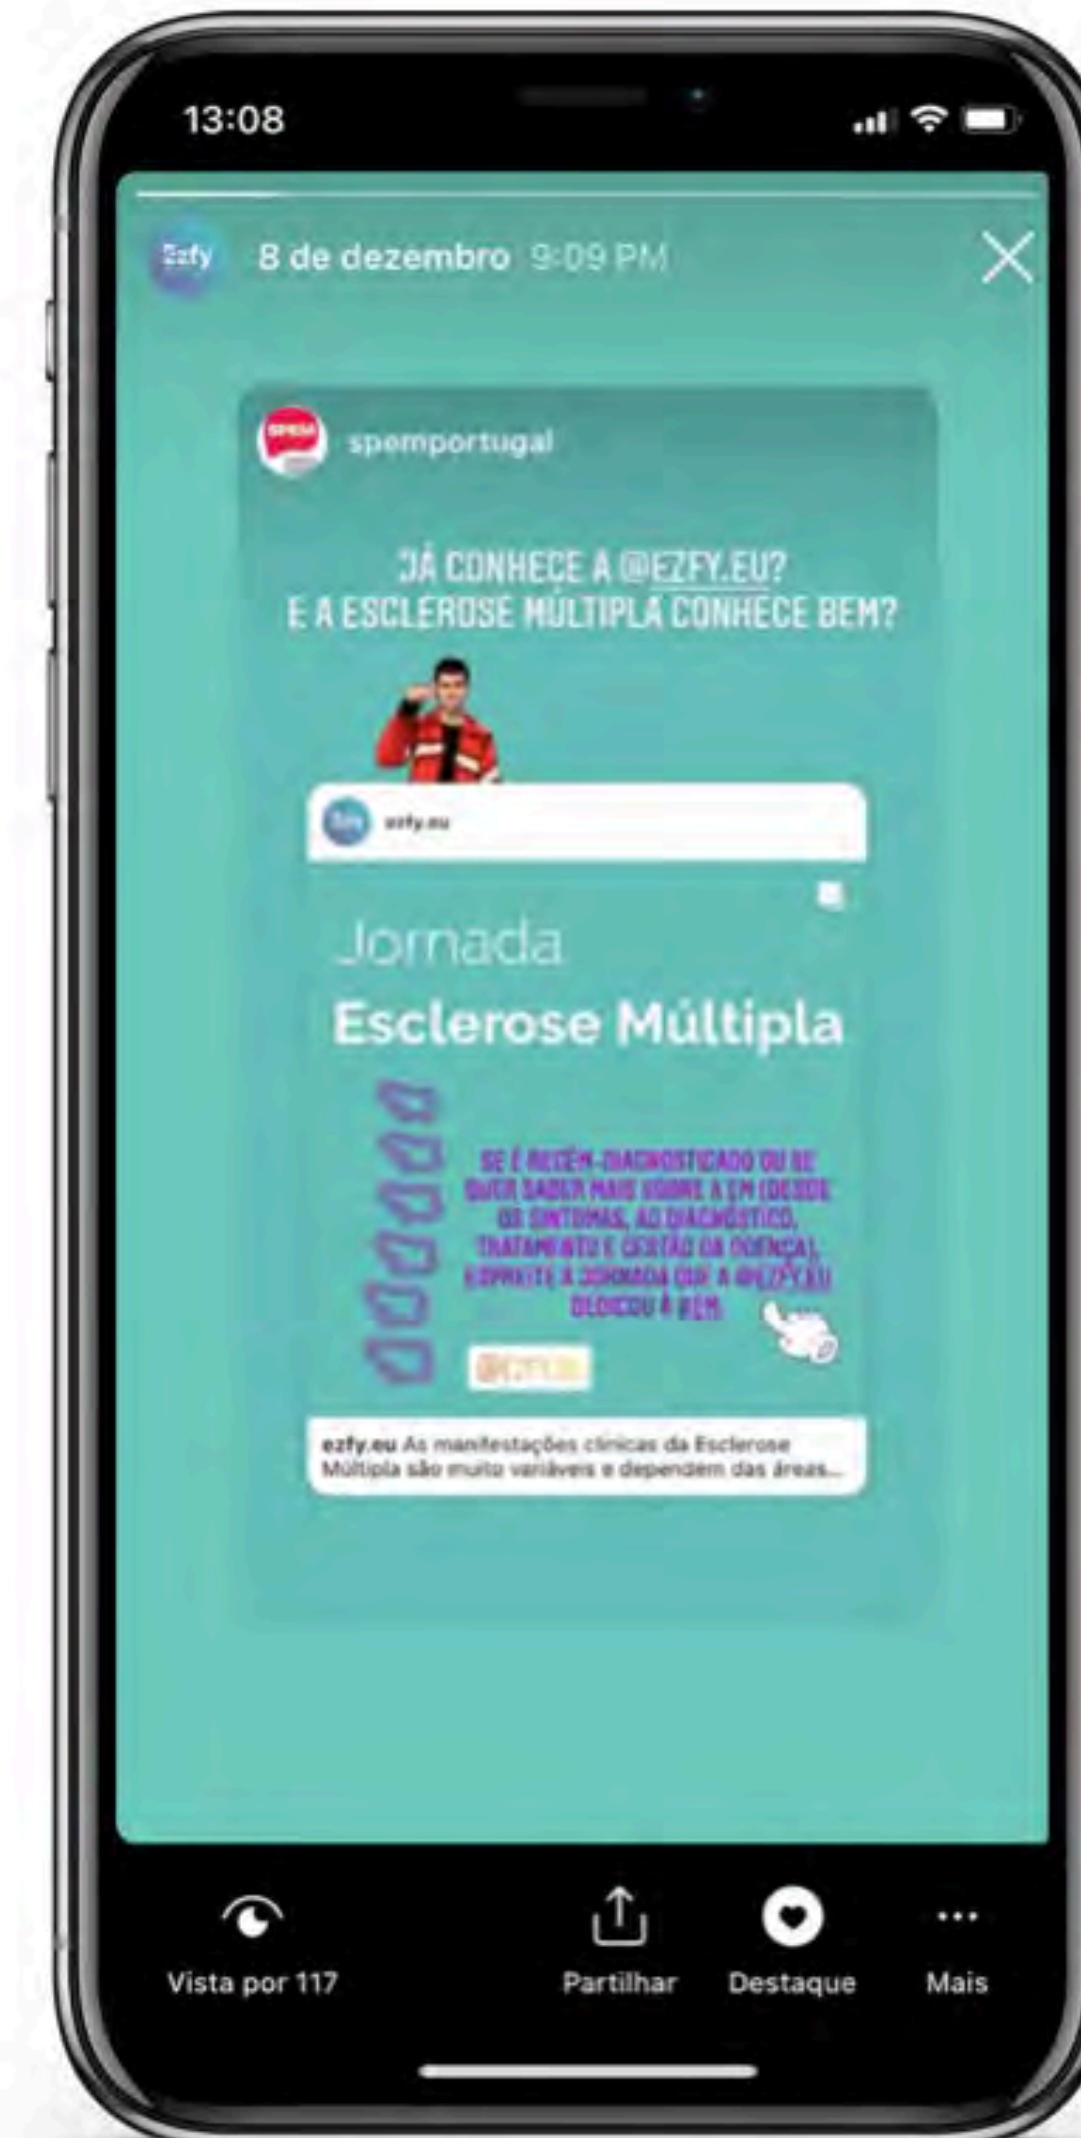 13:08
Ezfy 8 de dezembro 9:09 PM
SPEM spemportugal
JÁ CONHECE A @EZFY.EU?
E A ESCLEROSE MÚLTIPLA CONHECE BEM?
ezfy.eu
Jornada
Esclerose Múltipla
SE É RECÉM-DIAGNOSTICADO OU SE
QUER SABER MAIS SOBRE A EM (DESDE
OS SINTOMAS, AO DIAGNÓSTICO,
TRATAMENTO E GESTÃO DA DOENÇA),
ESPREITE A JORNADA QUE A @EZFY.EU
DEDICOU À
ezfy.eu As manifestações clínicas da Esclerose
Múltipla são muito variáveis e dependem das áreas...
Vista por 117
Partilhar
Destaque
Mais